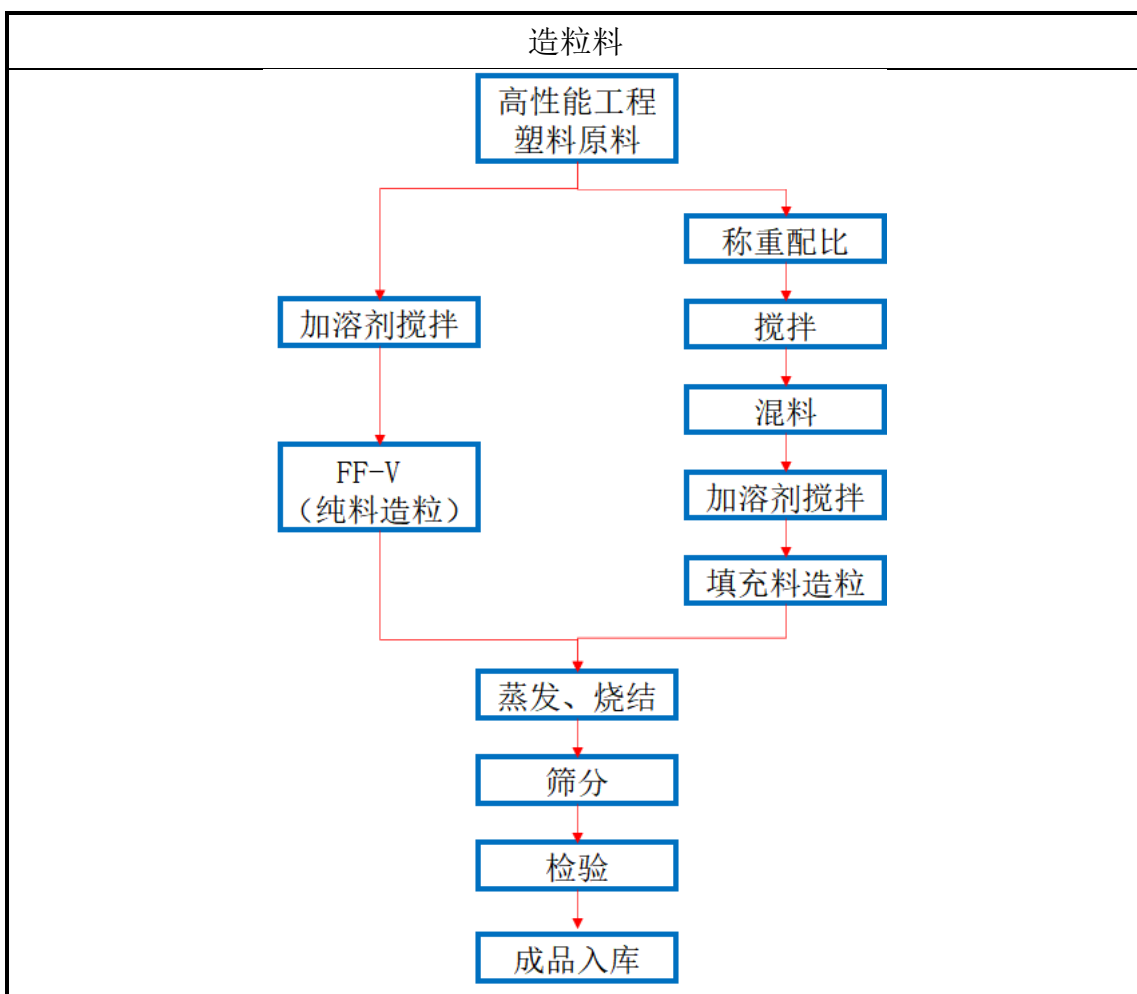 造粒料
高性能工程
塑料原料
称重配比
加溶剂搅拌
搅拌
混料
FF-V
（纯料造粒）
加溶剂搅拌
填充料造粒
蒸发、烧结
筛分
检验
成品入库